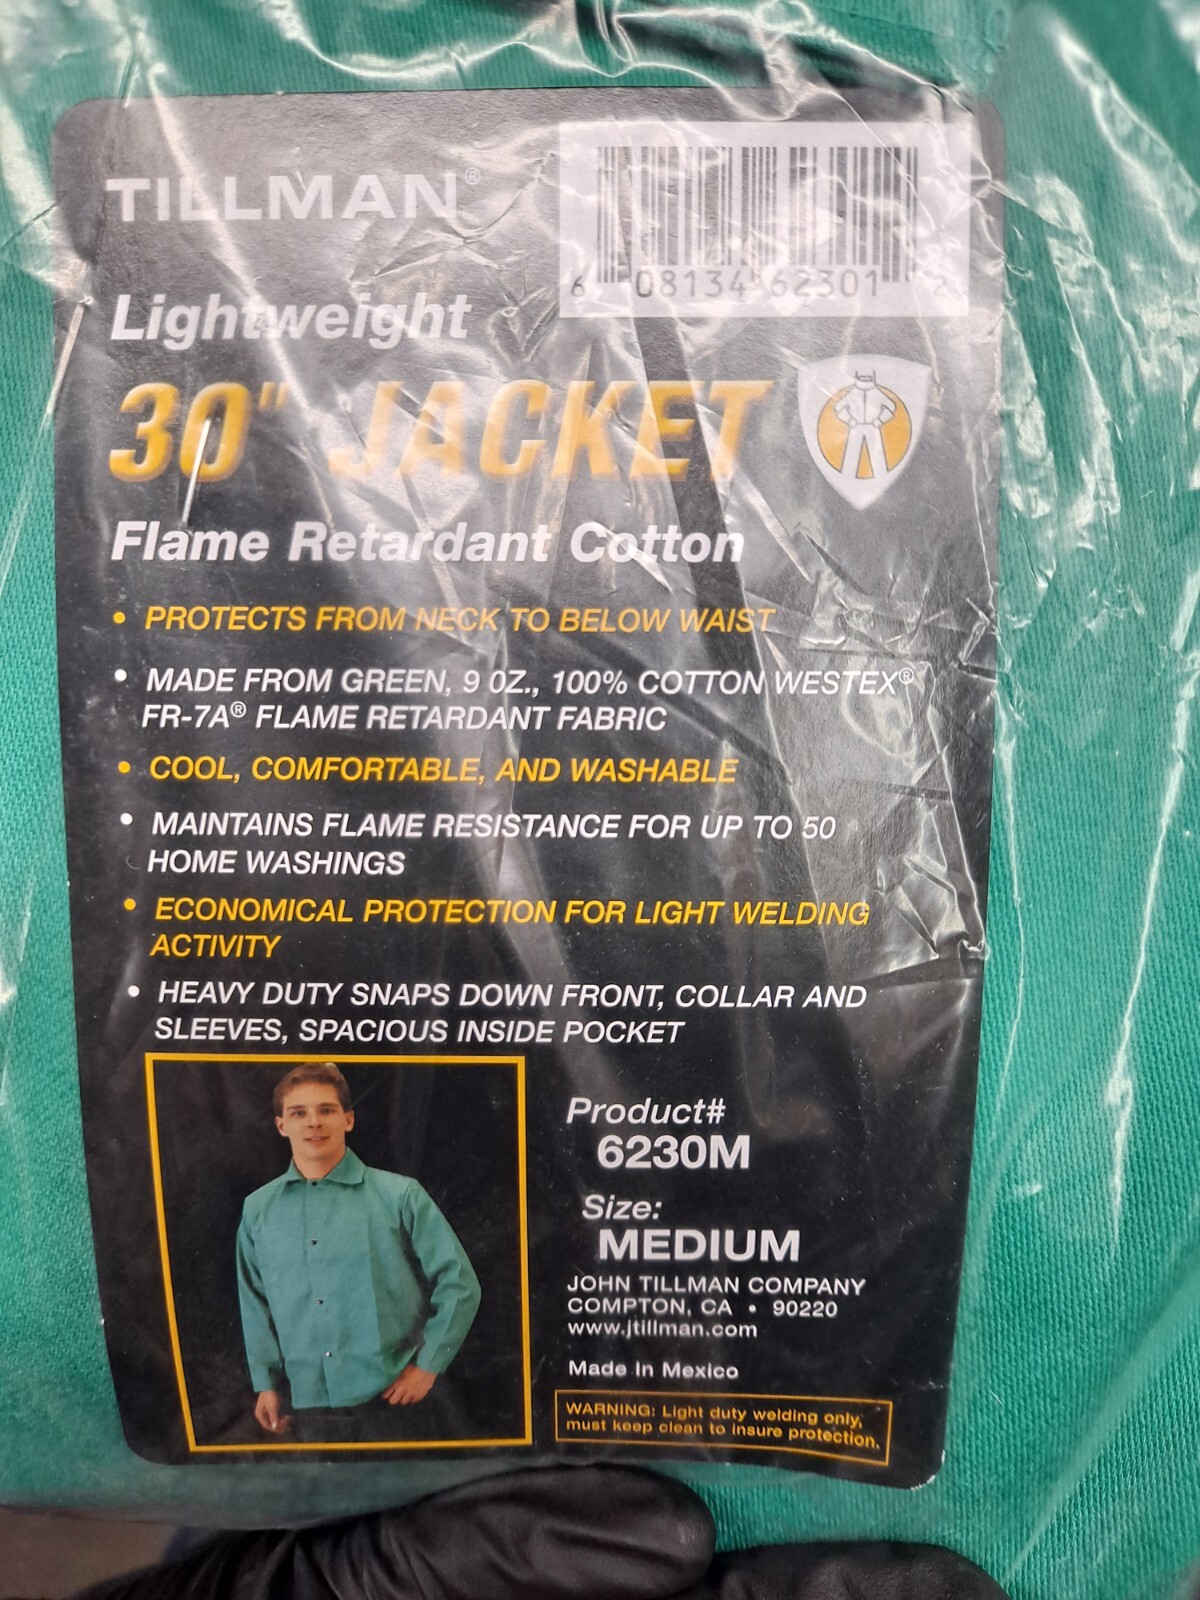 TILLMAN®
6 08134 62301 2
Lightweight
30" JACKET
Flame Retardant Cotton
• PROTECTS FROM NECK TO BELOW WAIST
• MADE FROM GREEN, 9 OZ., 100% COTTON WESTEX®
FR-7A® FLAME RETARDANT FABRIC
• COOL, COMFORTABLE, AND WASHABLE
• MAINTAINS FLAME RESISTANCE FOR UP TO 50
HOME WASHINGS
• ECONOMICAL PROTECTION FOR LIGHT WELDING
ACTIVITY
• HEAVY DUTY SNAPS DOWN FRONT, COLLAR AND
SLEEVES, SPACIOUS INSIDE POCKET
Product#
6230M
Size:
MEDIUM
JOHN TILLMAN COMPANY
COMPTON, CA • 90220
www.jtillman.com
Made In Mexico
WARNING: Light duty welding only,
must keep clean to insure protection.